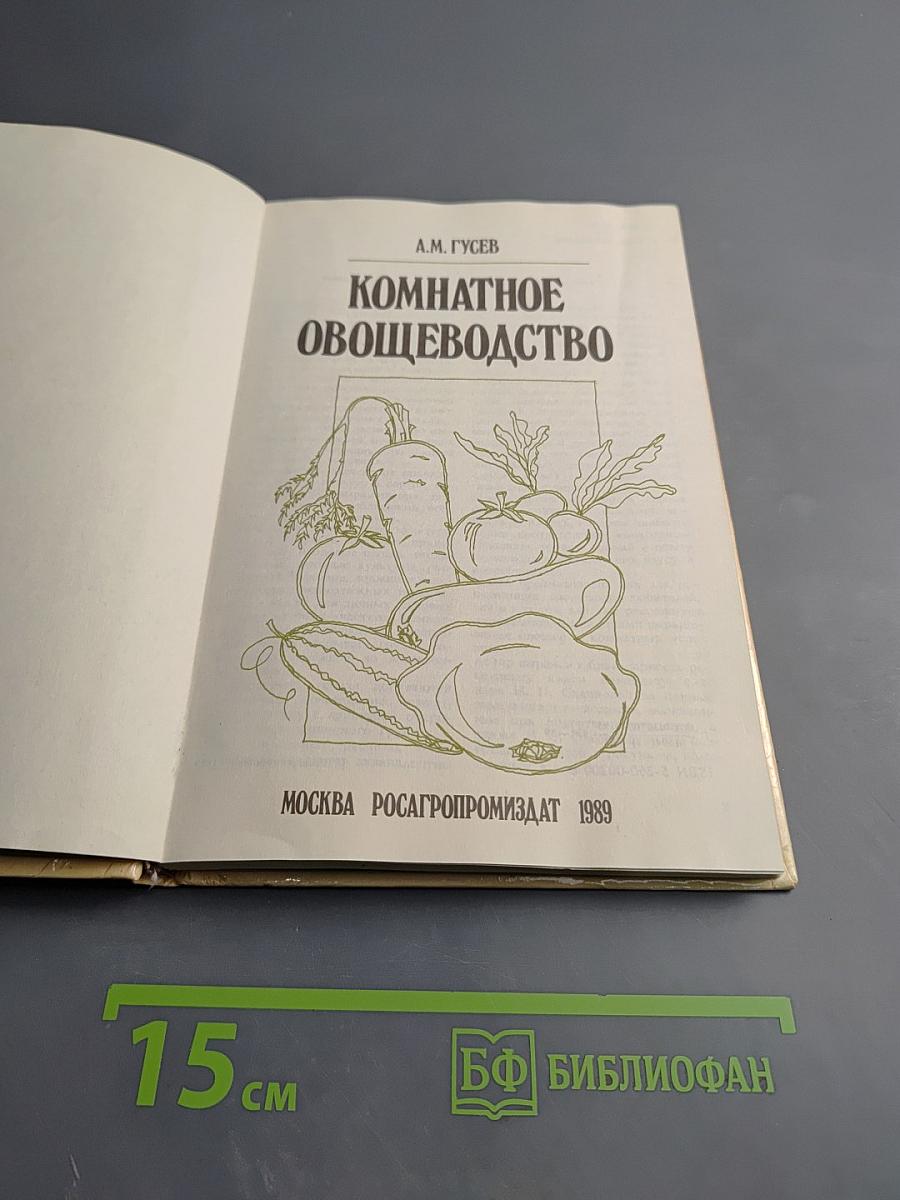 А.М. ГУСЕВ
КОМНАТНОЕ
ОВОЩЕВОДСТВО
МОСКВА РОСАГРОПРОМИЗДАТ 1989
15 см
БФ БИБЛИОФАН